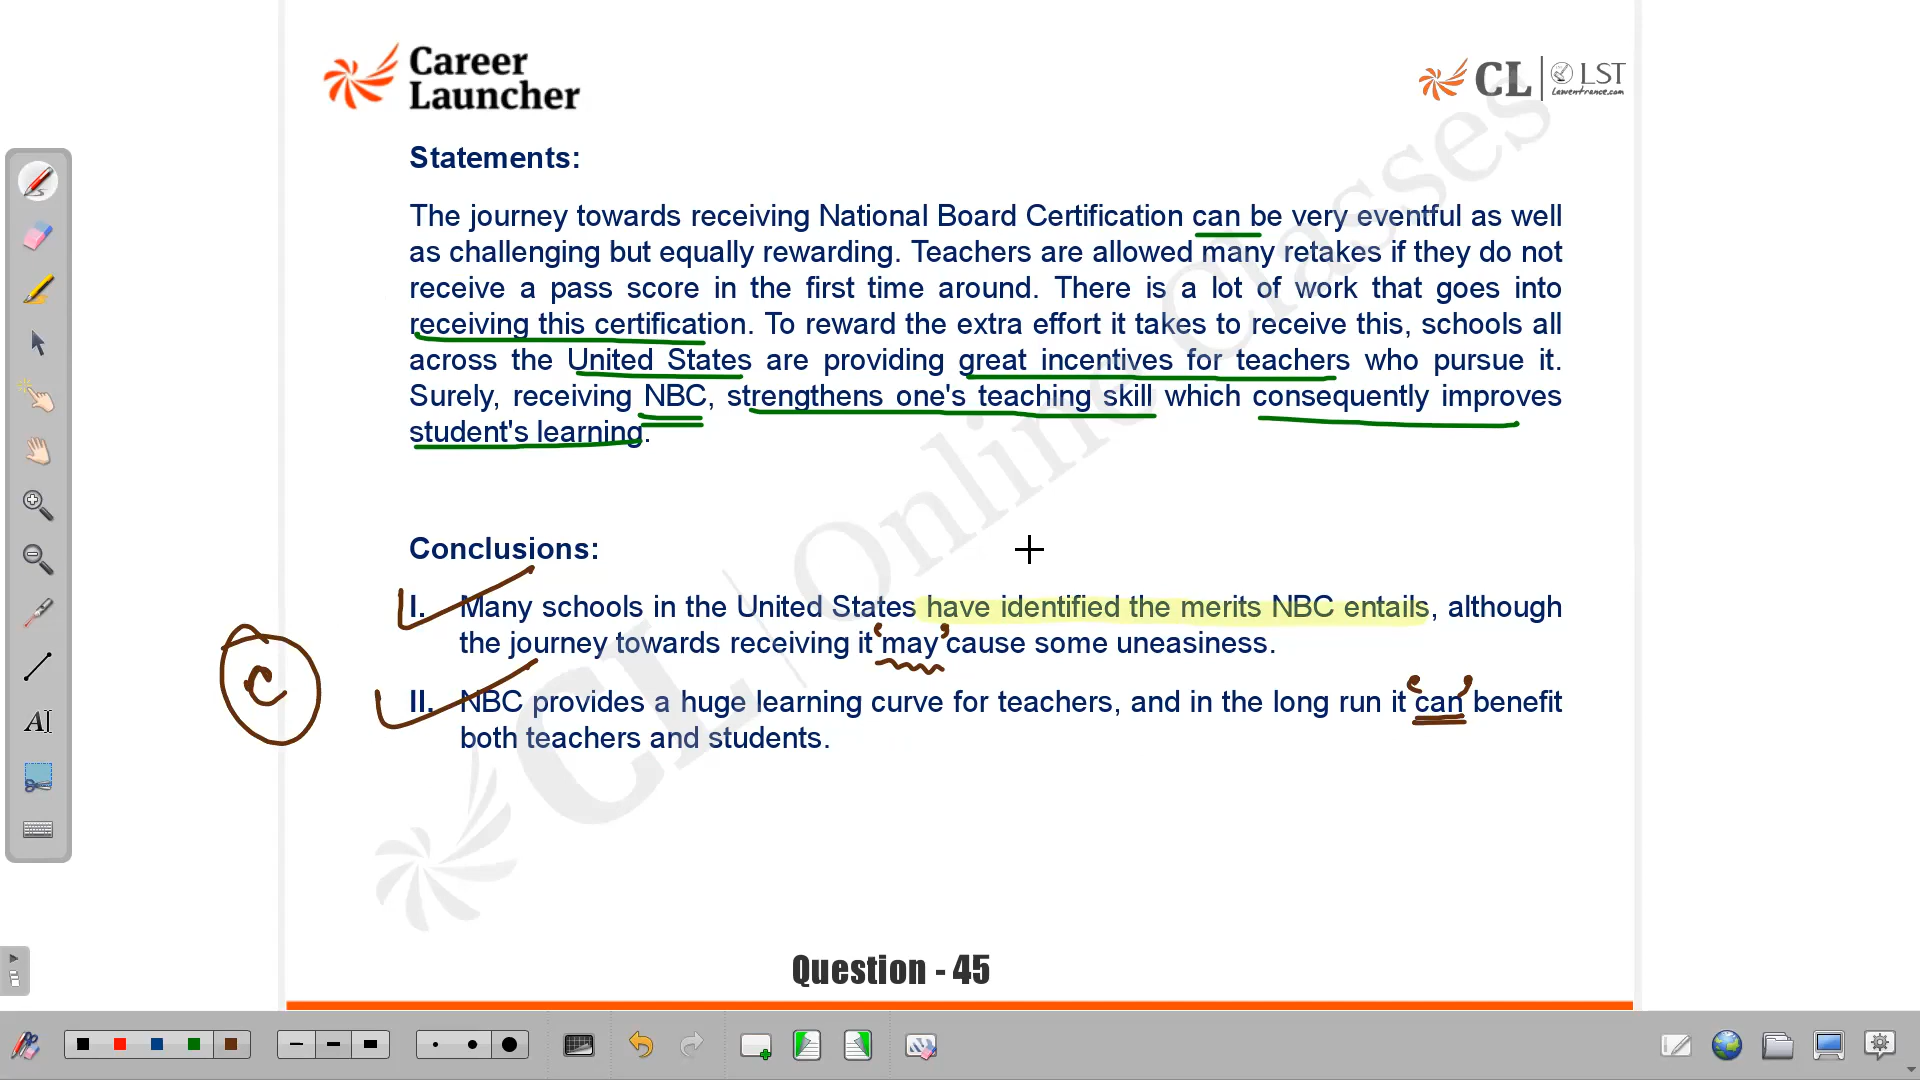 Career
Launcher
CL LST
Lawentrance.com
Statements:
The journey towards receiving National Board Certification can be very eventful as well
as challenging but equally rewarding. Teachers are allowed many retakes if they do not
receive a pass score in the first time around. There is a lot of work that goes into
receiving this certification. To reward the extra effort it takes to receive this, schools all
across the United States are providing great incentives for teachers who pursue it.
Surely, receiving NBC, strengthens one's teaching skill which consequently improves
student's learning.
Conclusions:
I. Many schools in the United States have identified the merits NBC entails, although
the journey towards receiving it 'may' cause some uneasiness.
C
II. NBC provides a huge learning curve for teachers, and in the long run it 'can' benefit
both teachers and students.
CL Online Classes
Question - 45
AI